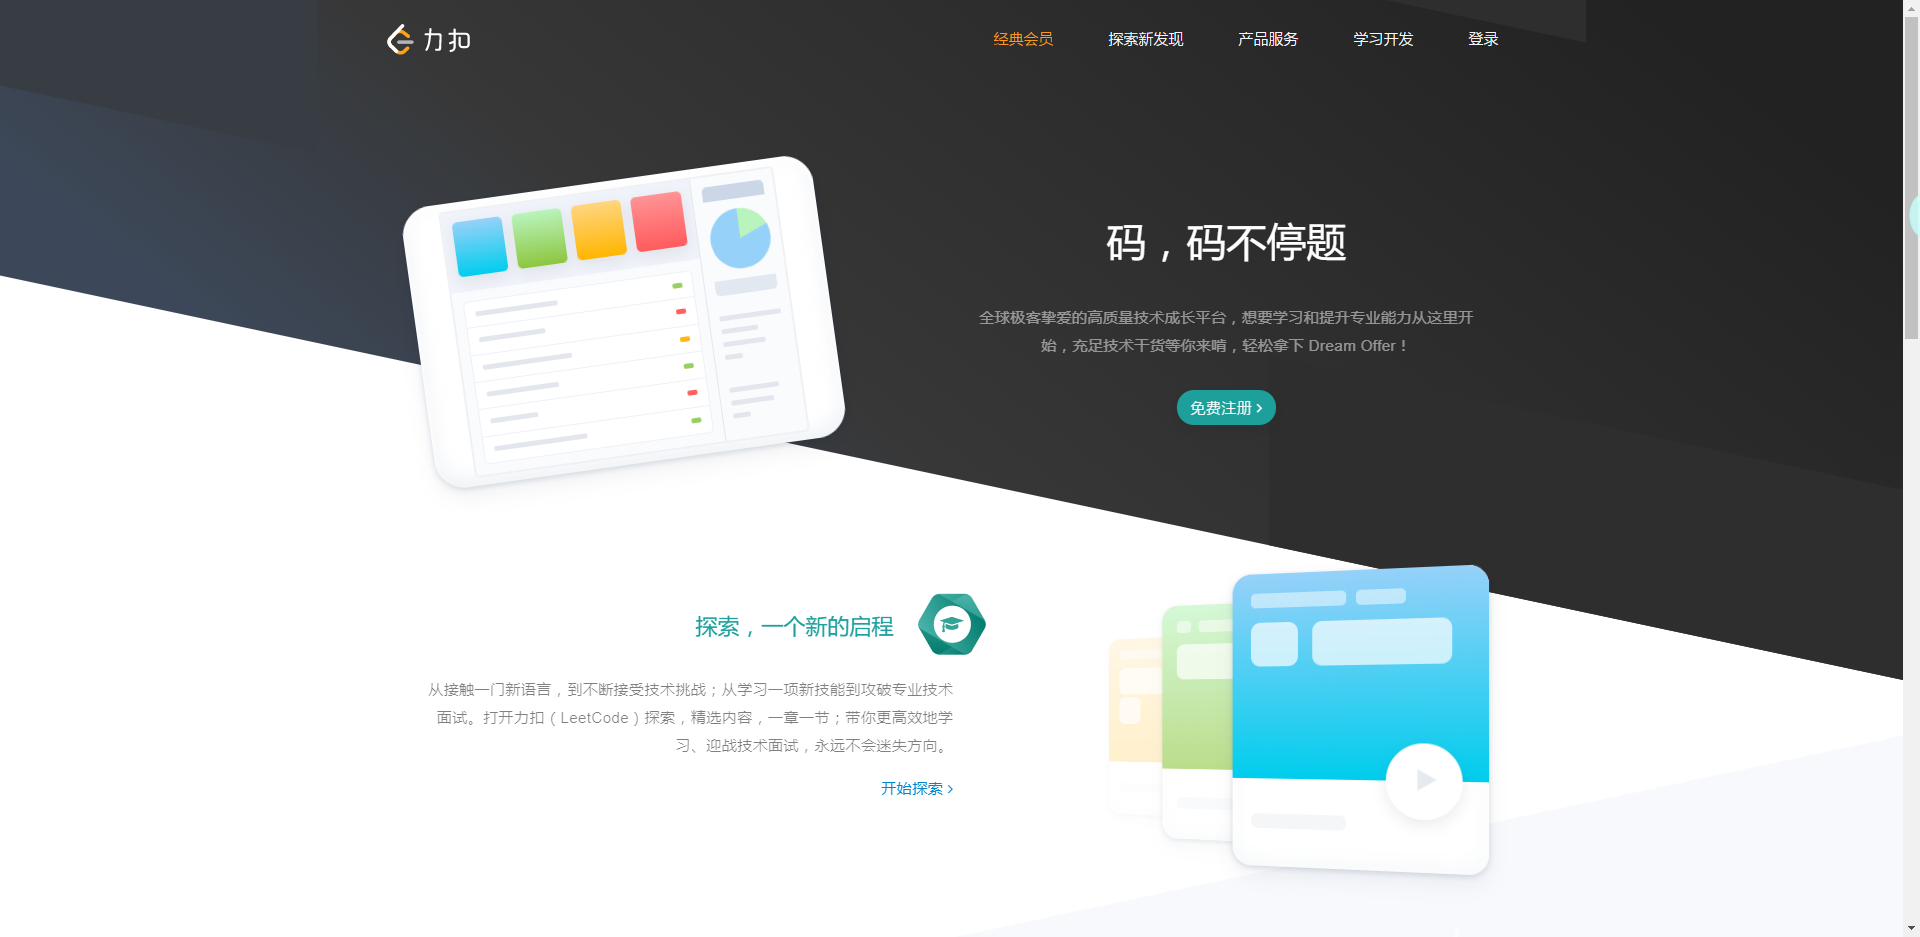 力扣
经典会员 探索新发现 产品服务 学习开发 登录
码，码不停题
全球极客挚爱的高质量技术成长平台，想要学习和提升专业能力从这里开
始，充足技术干货等你来啃，轻松拿下 Dream Offer！
免费注册 >
探索，一个新的启程
从接触一门新语言，到不断接受技术挑战；从学习一项新技能到攻破专业技术
面试。打开力扣（LeetCode）探索，精选内容，一章一节；带你更高效地学
习、迎战技术面试，永远不会迷失方向。
开始探索 >